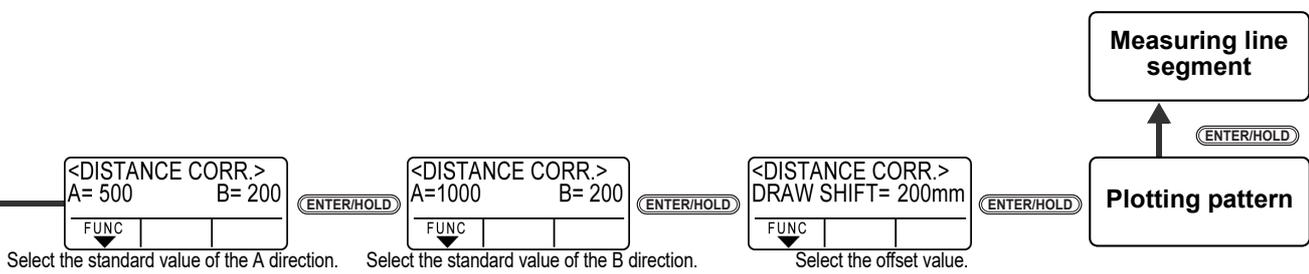 Measuring line
segment
ENTER/HOLD
<DISTANCE CORR.>
A= 500 B= 200
FUNC
ENTER/HOLD
<DISTANCE CORR.>
A=1000 B= 200
FUNC
ENTER/HOLD
<DISTANCE CORR.>
DRAW SHIFT= 200mm
FUNC
ENTER/HOLD
Plotting pattern
Select the standard value of the A direction.
Select the standard value of the B direction.
Select the offset value.